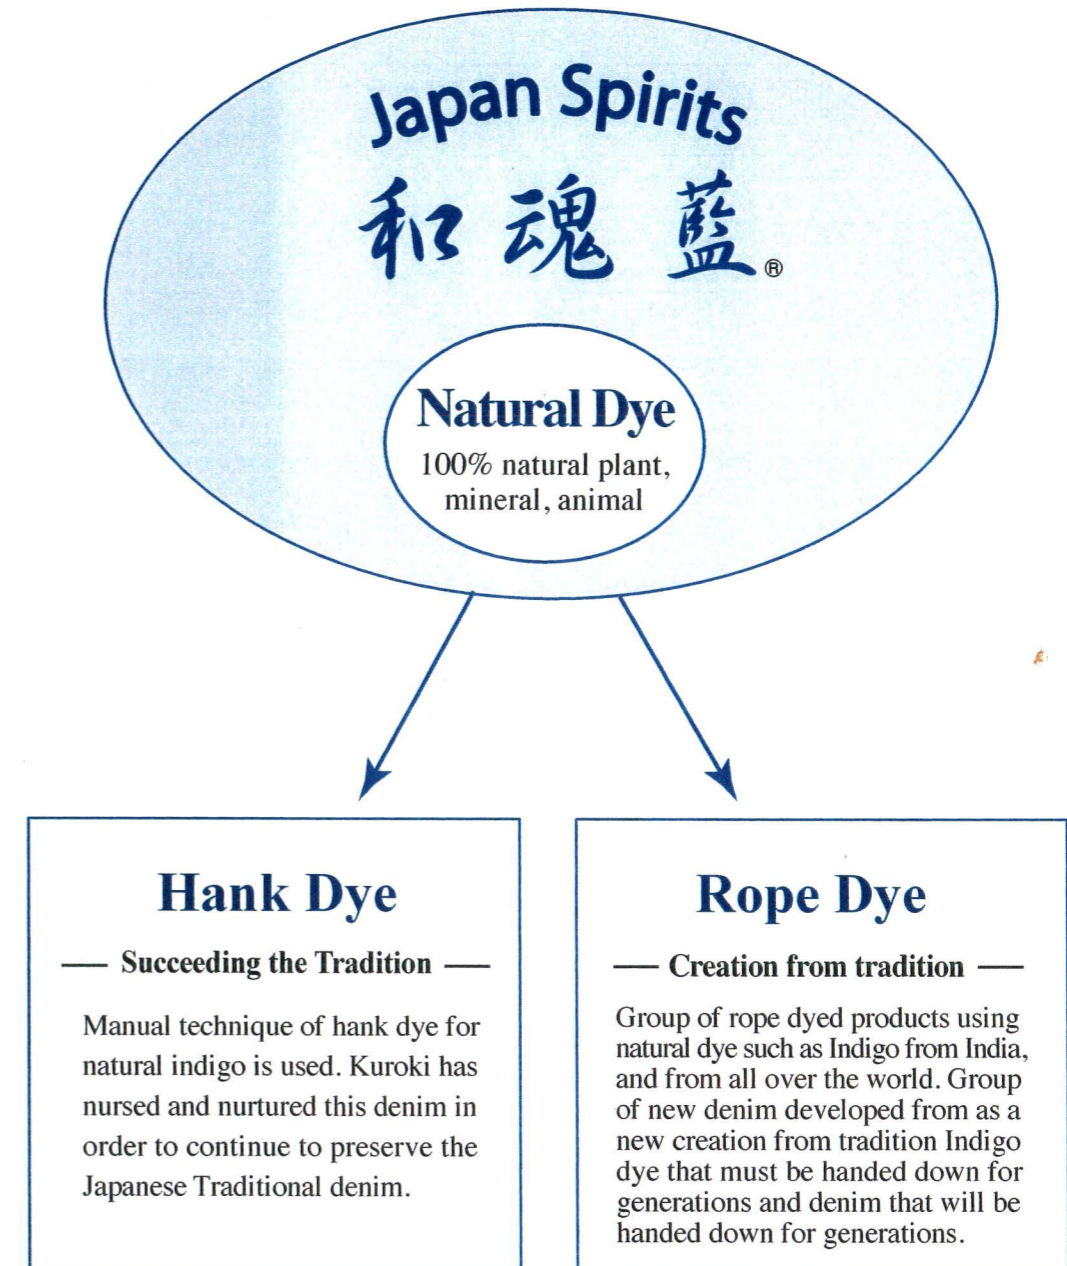 Japan Spirits
和魂 藍®
Natural Dye
100% natural plant,
mineral, animal
Hank Dye
— Succeeding the Tradition —
Manual technique of hank dye for
natural indigo is used. Kuroki has
nursed and nurtured this denim in
order to continue to preserve the
Japanese Traditional denim.
Rope Dye
— Creation from tradition —
Group of rope dyed products using
natural dye such as Indigo from India,
and from all over the world. Group
of new denim developed from as a
new creation from tradition Indigo
dye that must be handed down for
generations and denim that will be
handed down for generations.